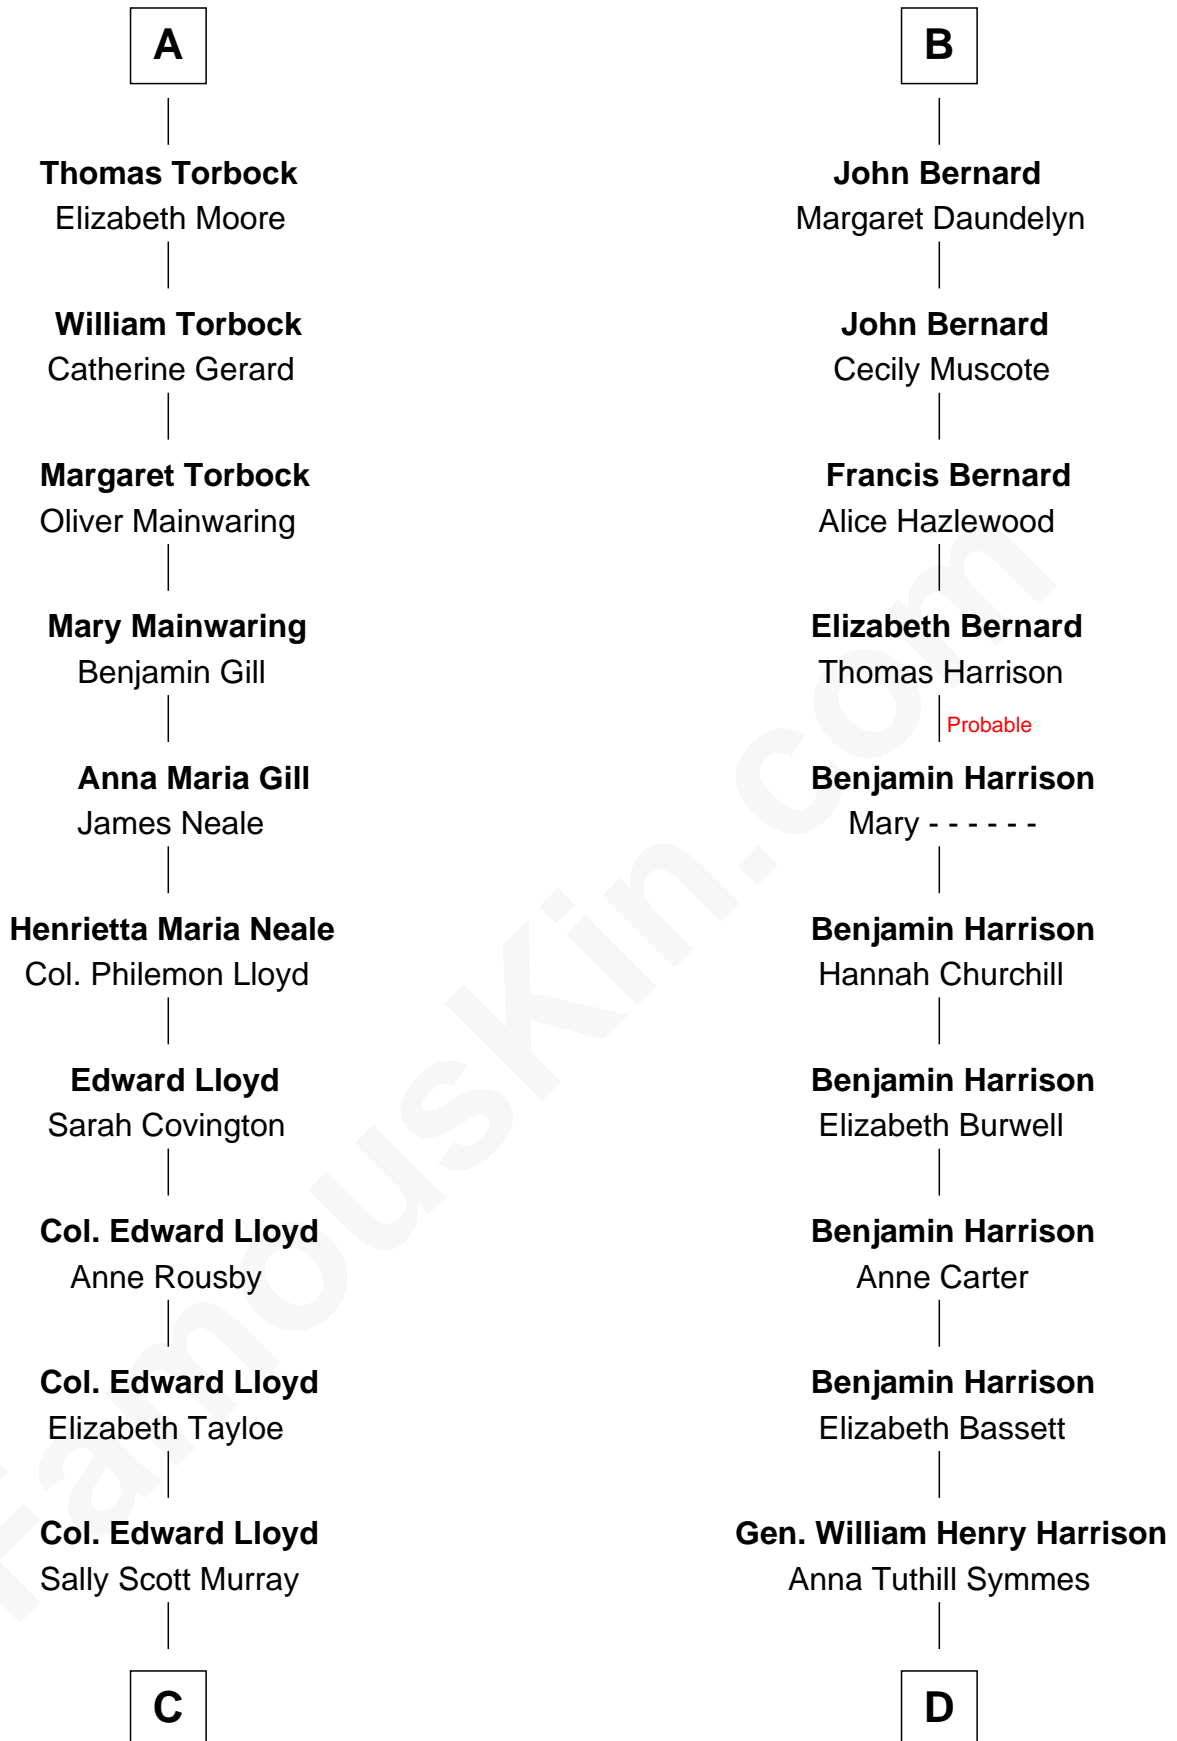 A
Thomas Torbock
Elizabeth Moore
William Torbock
Catherine Gerard
Margaret Torbock
Oliver Mainwaring
Mary Mainwaring
Benjamin Gill
Anna Maria Gill
James Neale
Henrietta Maria Neale
Col. Philemon Lloyd
Edward Lloyd
Sarah Covington
Col. Edward Lloyd
Anne Rousby
Col. Edward Lloyd
Elizabeth Tayloe
Col. Edward Lloyd
Sally Scott Murray
C
B
John Bernard
Margaret Daundelyn
John Bernard
Cecily Muscote
Francis Bernard
Alice Hazlewood
Elizabeth Bernard
Thomas Harrison
Probable
Benjamin Harrison
Mary - - - - - -
Benjamin Harrison
Hannah Churchill
Benjamin Harrison
Elizabeth Burwell
Benjamin Harrison
Anne Carter
Benjamin Harrison
Elizabeth Bassett
Gen. William Henry Harrison
Anna Tuthill Symmes
D
FamousKin.com